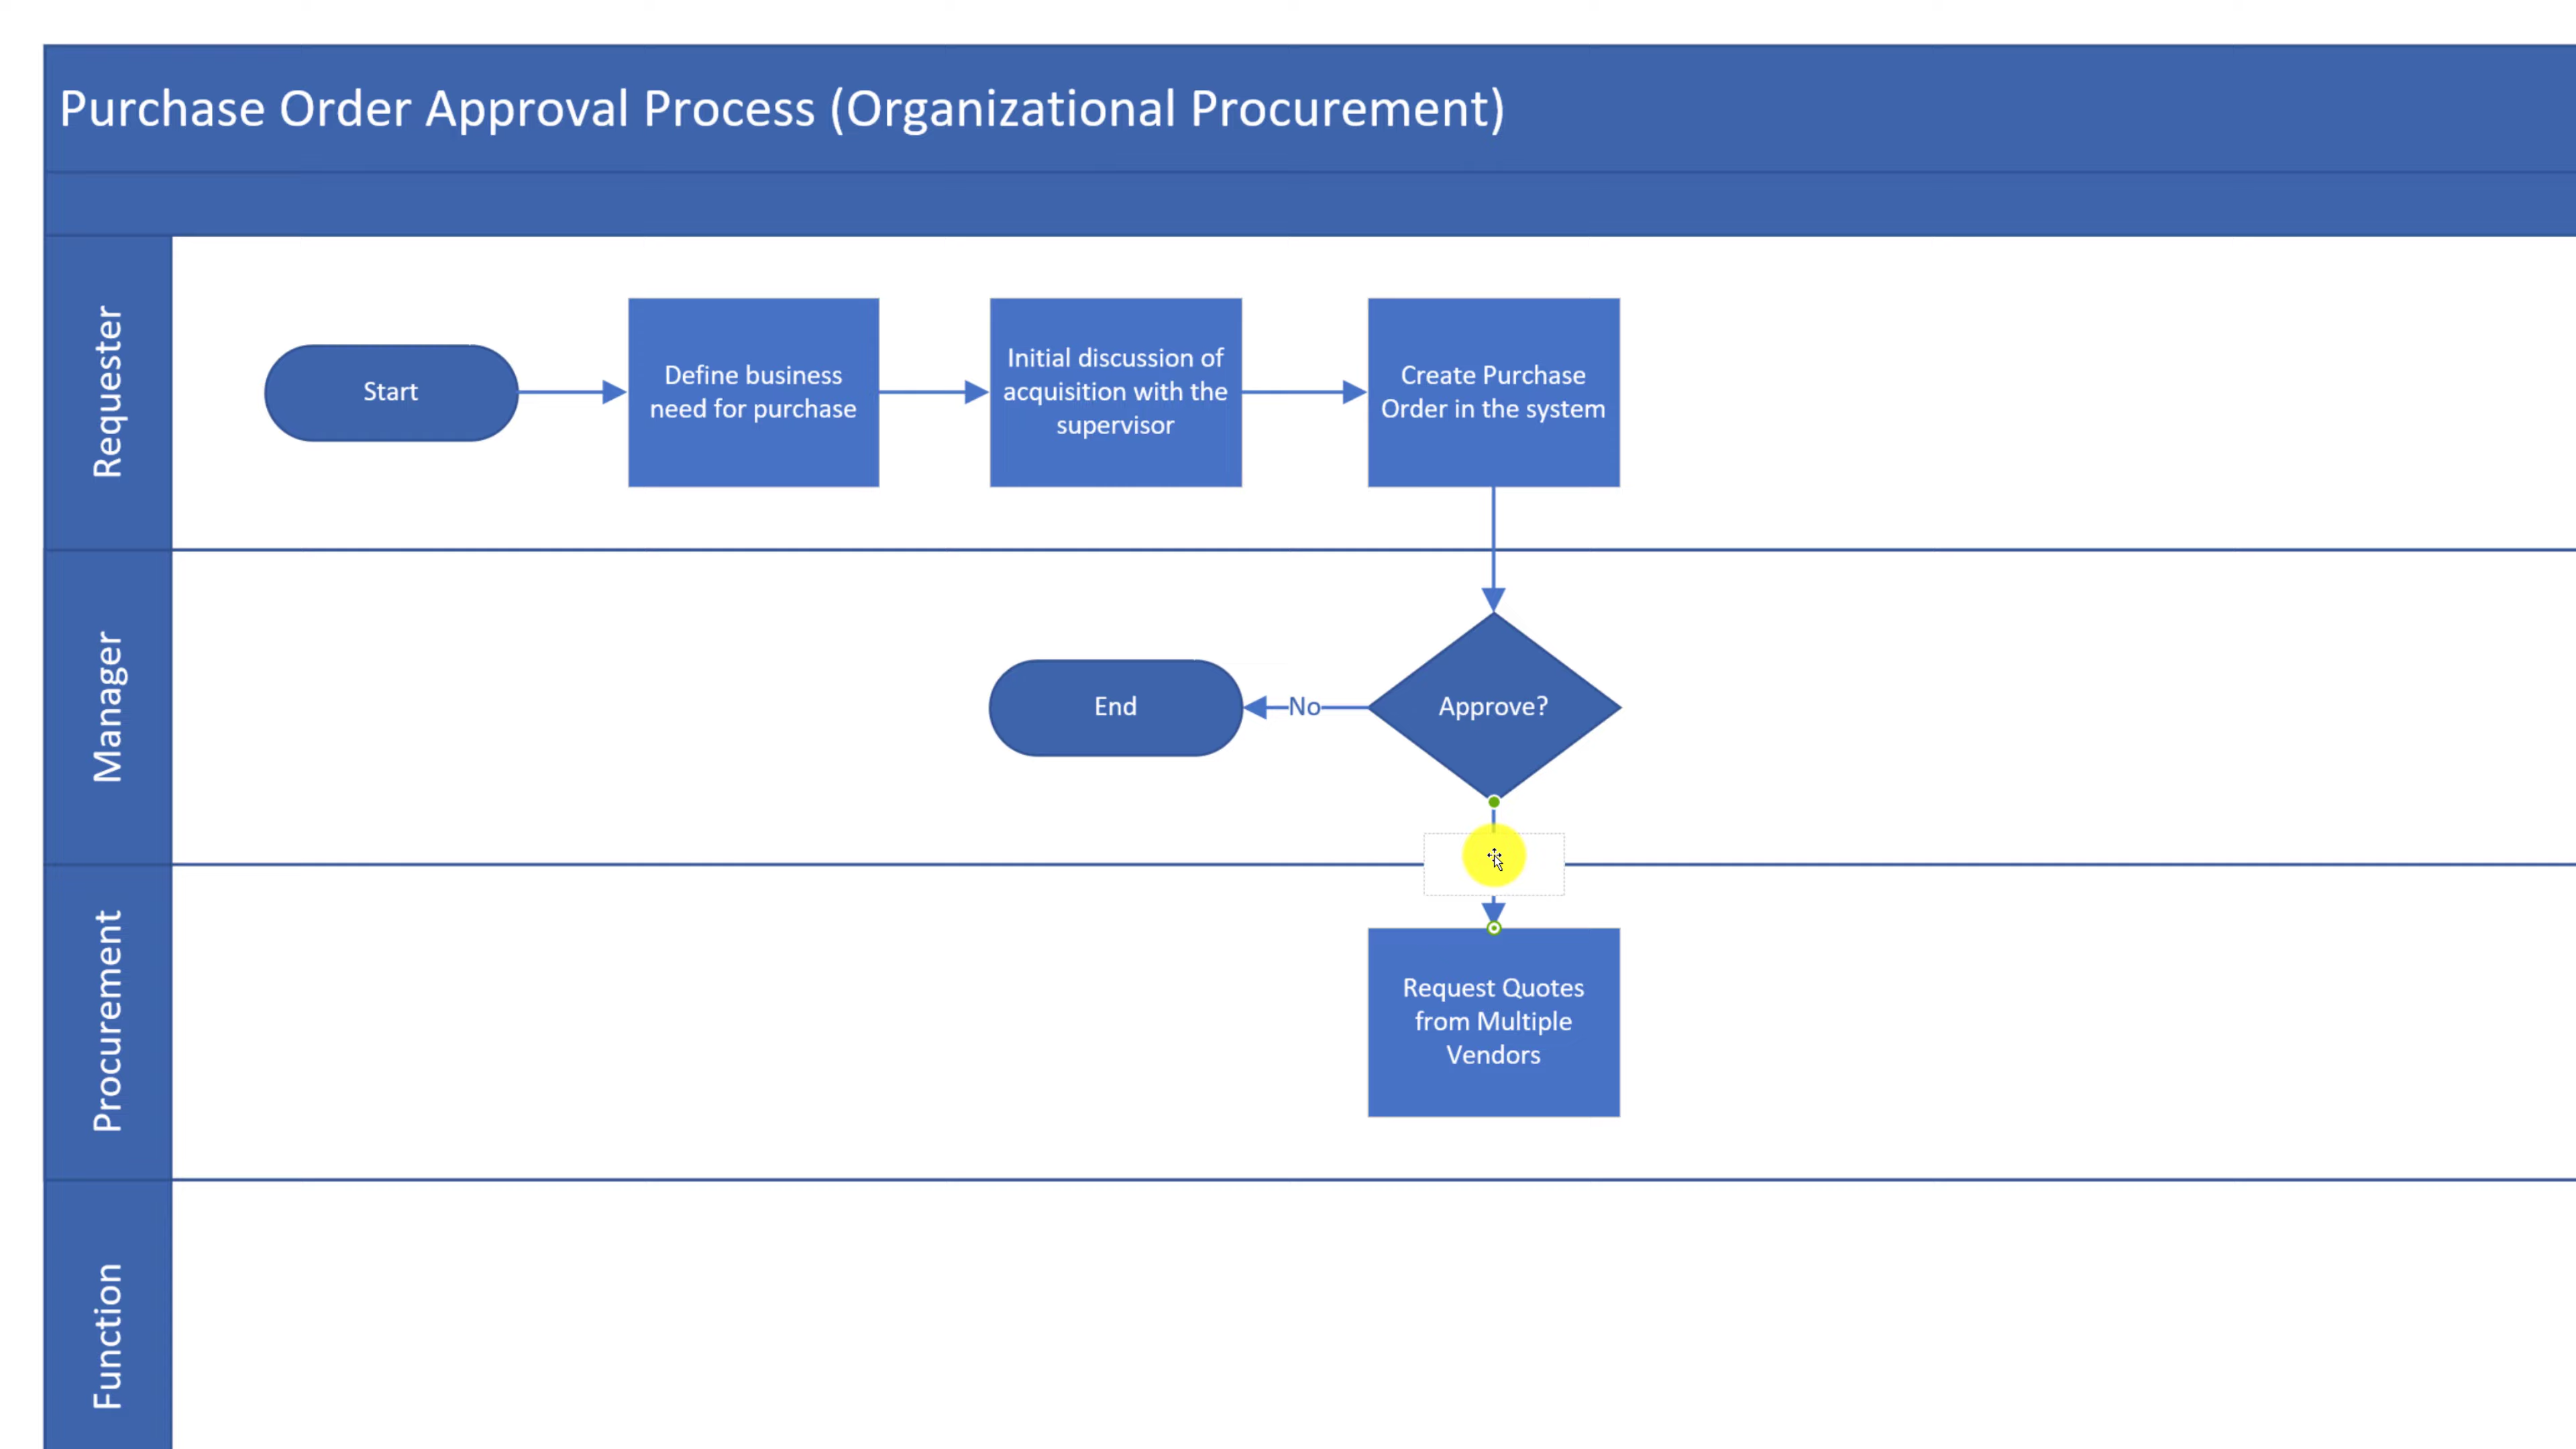 Purchase Order Approval Process (Organizational Procurement)
Requester
Start
Define business
need for purchase
Initial discussion of
acquisition with the
supervisor
Create Purchase
Order in the system
Manager
End
No
Approve?
Procurement
Request Quotes
from Multiple
Vendors
Function